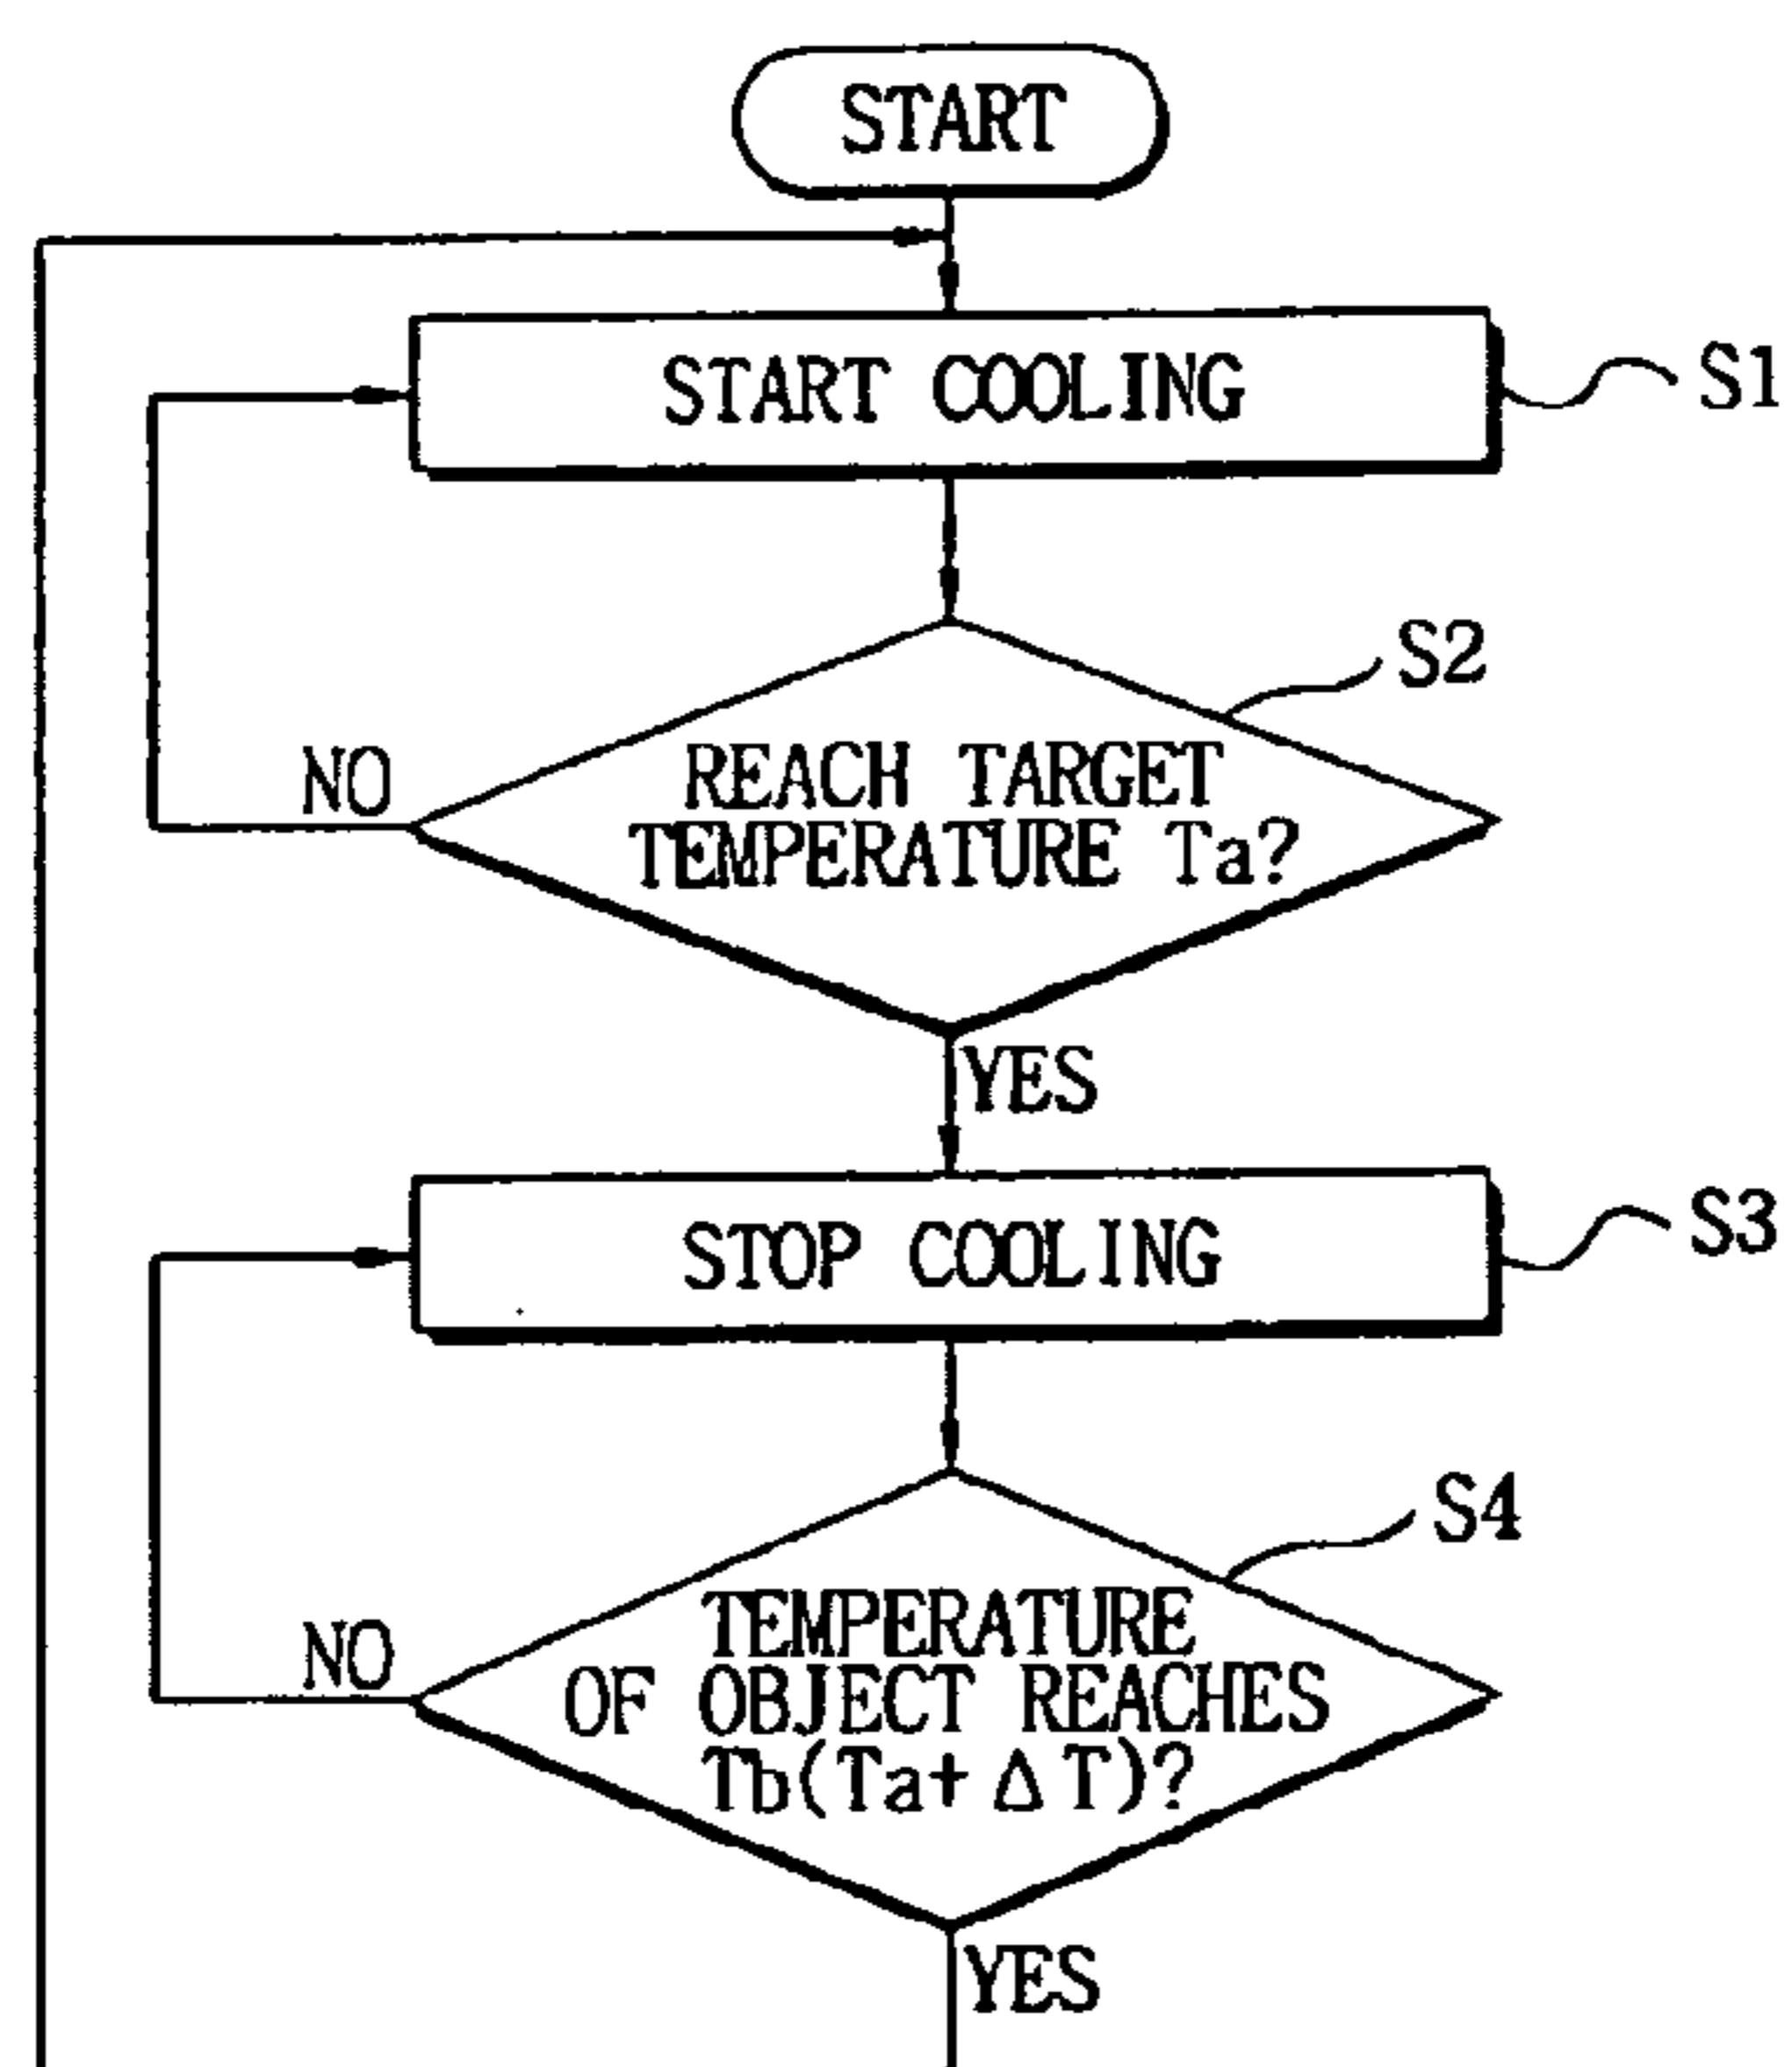 START
START COOLING
S1
S2
REACH TARGET
TEMPERATURE Ta?
NO
YES
STOP COOLING
S3
S4
TEMPERATURE
OF OBJECT REACHES
Tb(Ta+ΔT)?
NO
YES